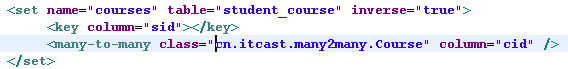 <set name="courses" table="student_course" inverse="true">
<key column="sid"></key>
<many-to-many class="cn.itcast.many2many.Course" column="cid" />
</set>